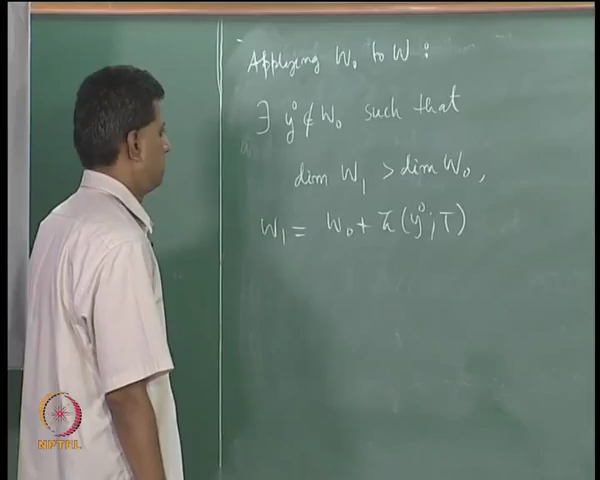 Applying W₀ to W :
∃ y⁰ ∉ W₀ such that
dim W₁ > dim W₀ ,
W₁ = W₀ + Z (y⁰; T)
NPTEL